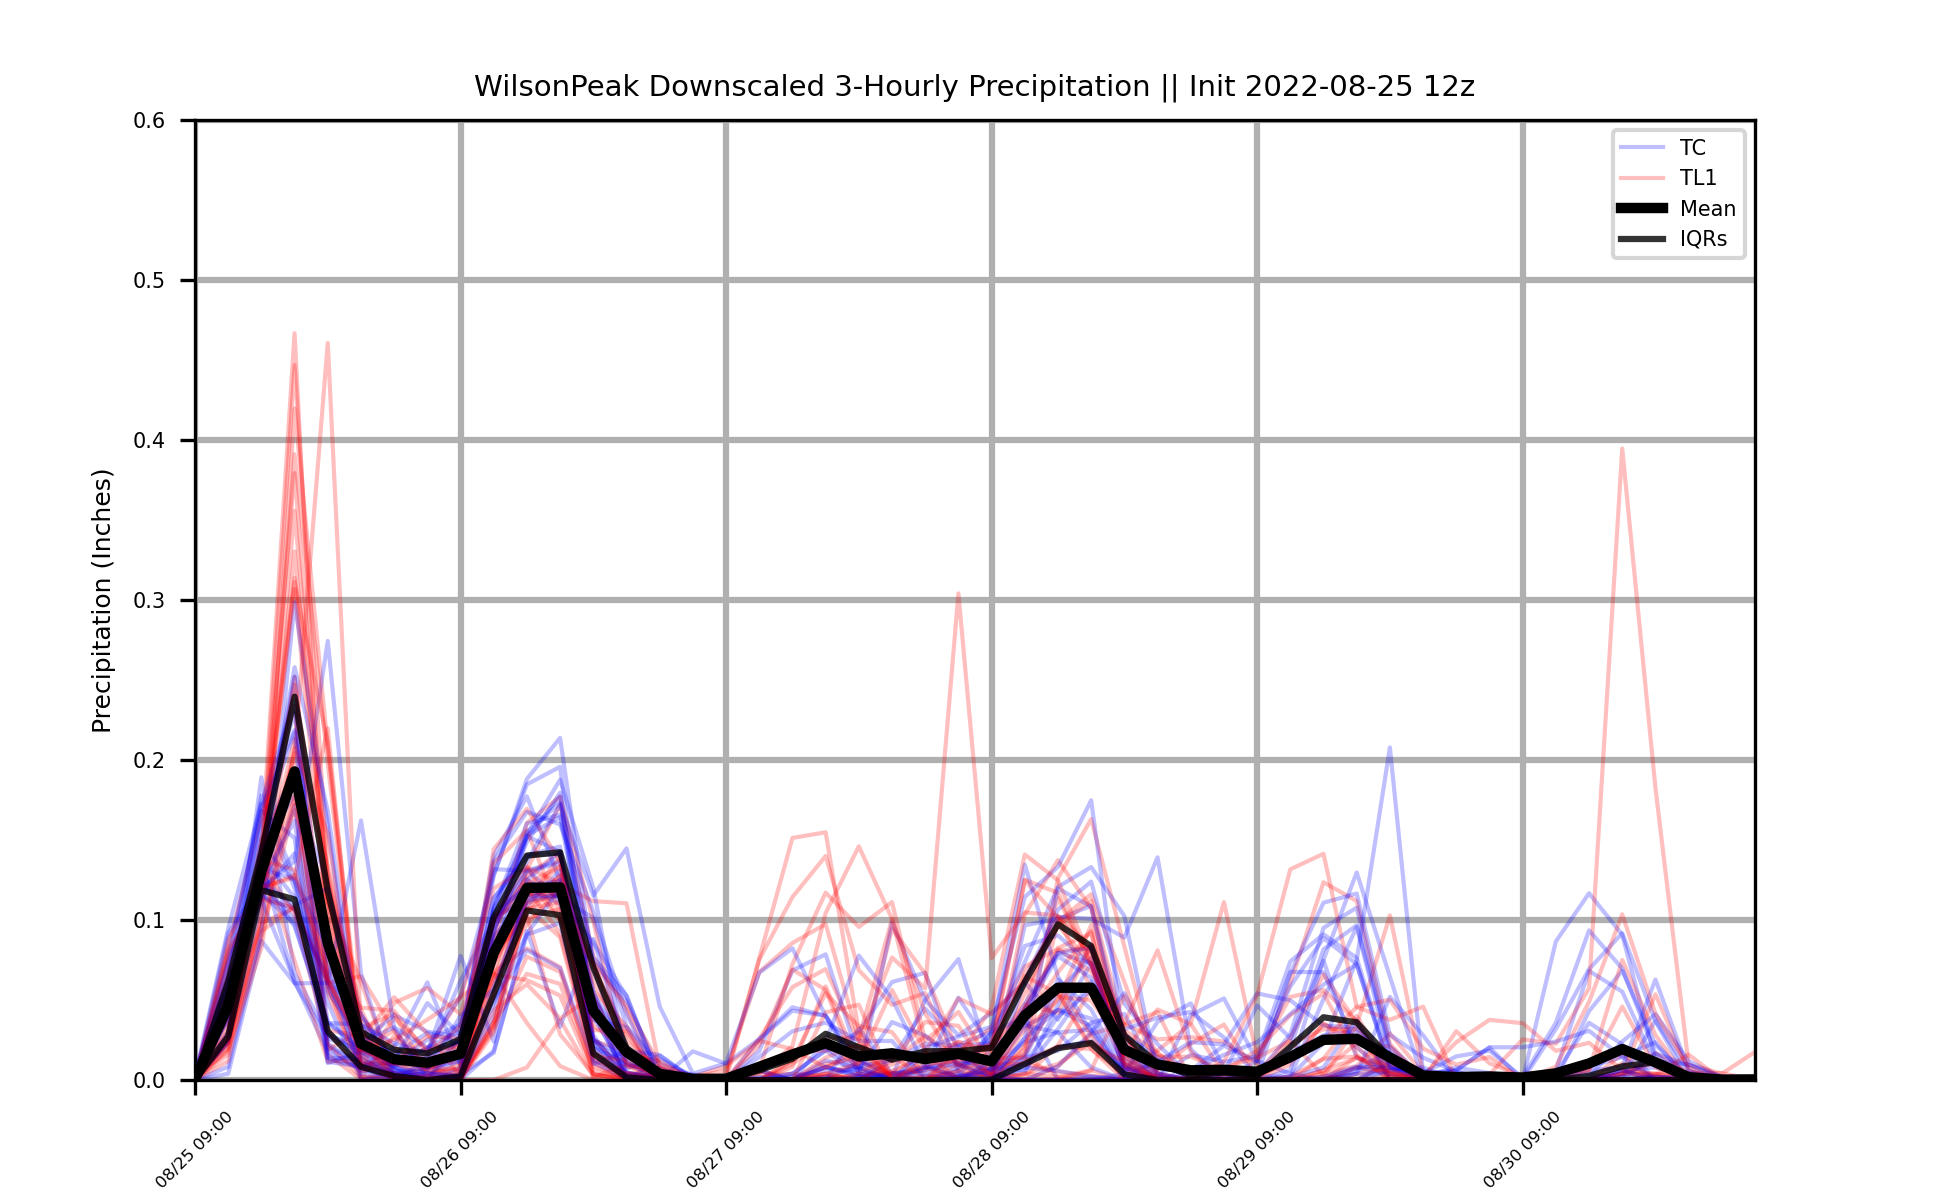 WilsonPeak Downscaled 3-Hourly Precipitation || Init 2022-08-25 12z
Precipitation (Inches)
0.6
0.5
0.4
0.3
0.2
0.1
0.0
TC
TL1
Mean
IQRs
08/25 09:00
08/26 09:00
08/27 09:00
08/28 09:00
08/29 09:00
08/30 09:00